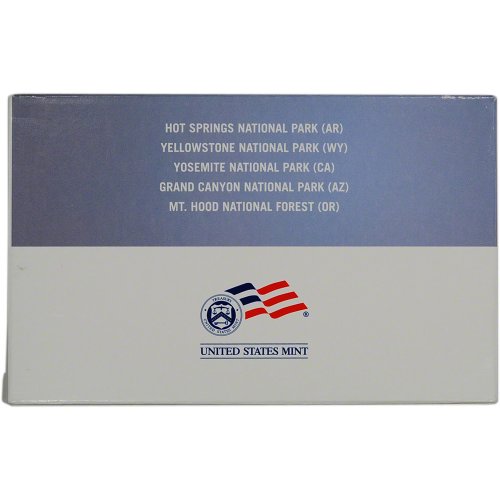 HOT SPRINGS NATIONAL PARK (AR)
YELLOWSTONE NATIONAL PARK (WY)
YOSEMITE NATIONAL PARK (CA)
GRAND CANYON NATIONAL PARK (AZ)
MT. HOOD NATIONAL FOREST (OR)
®
UNITED STATES MINT